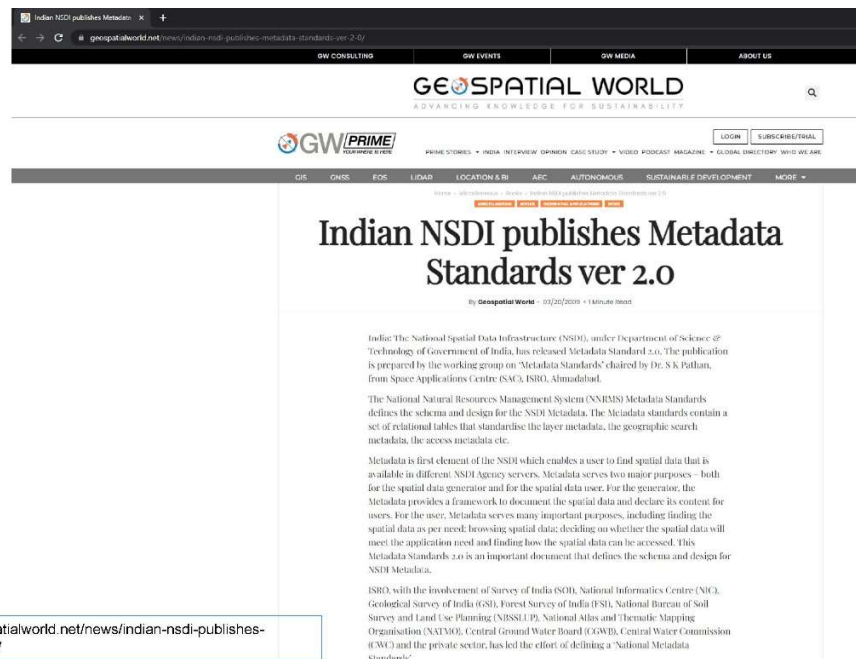 Indian NSDI publishes Metadata
geospatialworld.net/news/indian-nsdi-publishes-metadata-standards-ver-2-0/
GW CONSULTING GW EVENTS GW MEDIA ABOUT US
GEOSPATIAL WORLD
ADVANCING KNOWLEDGE FOR SUSTAINABILITY
GW PRIME
YOUR WHERE IS HERE
LOGIN SUBSCRIBE/TRIAL
PRIME STORIES INDIA INTERVIEW OPINION CASE STUDY VIDEO PODCAST MAGAZINE GLOBAL DIRECTORY WHO WE ARE
GIS GNSS EOS LIDAR LOCATION & BI AEC AUTONOMOUS SUSTAINABLE DEVELOPMENT MORE
Home Miscellaneous Books Indian NSDI publishes Metadata Standards ver 2.0
Indian NSDI publishes Metadata
Standards ver 2.0
By Geospatial World - 03/20/2009 < 1 Minute Read
India: The National Spatial Data Infrastructure (NSDI), under Department of Science &
Technology of Government of India, has released Metadata Standard 2.0. The publication
is prepared by the working group on 'Metadata Standards' chaired by Dr. S K Pathan,
from Space Applications Centre (SAC), ISRO, Ahmadabad.
The National Natural Resources Management System (NNRMS) Metadata Standards
defines the schema and design for the NSDI Metadata. The Metadata standards contain a
set of relational tables that standardise the layer metadata, the geographic search
metadata, the access metadata etc.
Metadata is first element of the NSDI which enables a user to find spatial data that is
available in different NSDI Agency servers. Metadata serves two major purposes – both
for the spatial data generator and for the spatial data user. For the generator, the
Metadata provides a framework to document the spatial data and declare its content for
users. For the user, Metadata serves many important purposes, including finding the
spatial data as per need; browsing spatial data; deciding on whether the spatial data will
meet the application need and finding how the spatial data can be accessed. This
Metadata Standards 2.0 is an important document that defines the schema and design for
NSDI Metadata.
ISRO, with the involvement of Survey of India (SOI), National Informatics Centre (NIC),
Geological Survey of India (GSI), Forest Survey of India (FSI), National Bureau of Soil
Survey and Land Use Planning (NBSSLUP), National Atlas and Thematic Mapping
Organisation (NATMO), Central Ground Water Board (CGWB), Central Water Commission
(CWC) and the private sector, has led the effort of defining a 'National Metadata
Standards'.
atialworld.net/news/indian-nsdi-publishes-